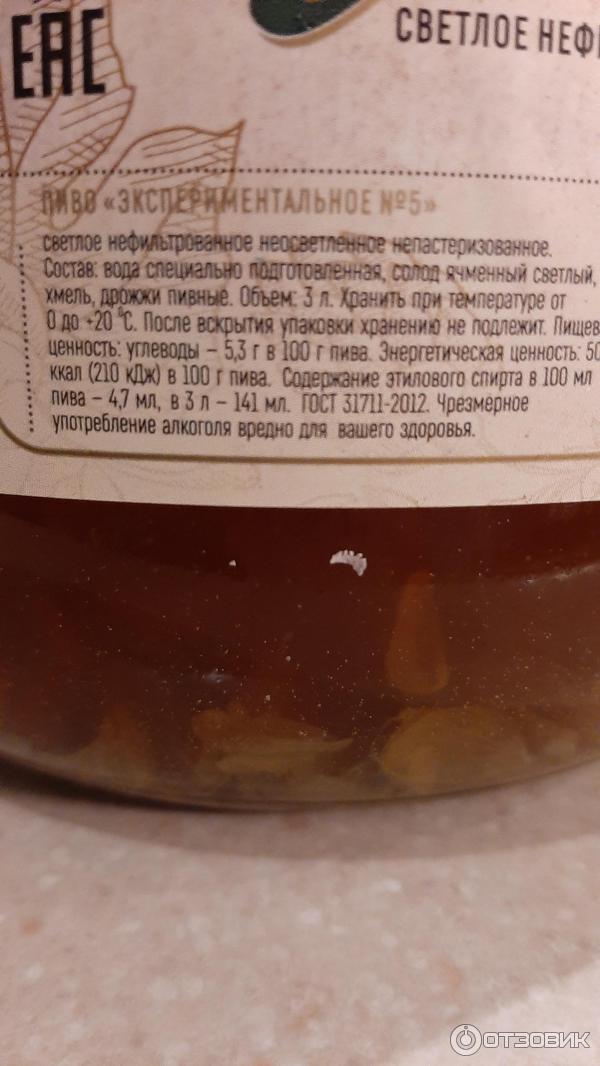 СВЕТЛОЕ НЕФ
EAC
ПИВО «ЭКСПЕРИМЕНТАЛЬНОЕ №5»
светлое нефильтрованное неосветленное непастеризованное.
Состав: вода специально подготовленная, солод ячменный светлый,
хмель, дрожжи пивные. Объем: 3 л. Хранить при температуре от
0 до +20 °С. После вскрытия упаковки хранению не подлежит. Пищев
ценность: углеводы – 5,3 г в 100 г пива. Энергетическая ценность: 50
ккал (210 кДж) в 100 г пива. Содержание этилового спирта в 100 мл
пива – 4,7 мл, в 3 л – 141 мл. ГОСТ 31711-2012. Чрезмерное
употребление алкоголя вредно для вашего здоровья.
ОТЗОВИК